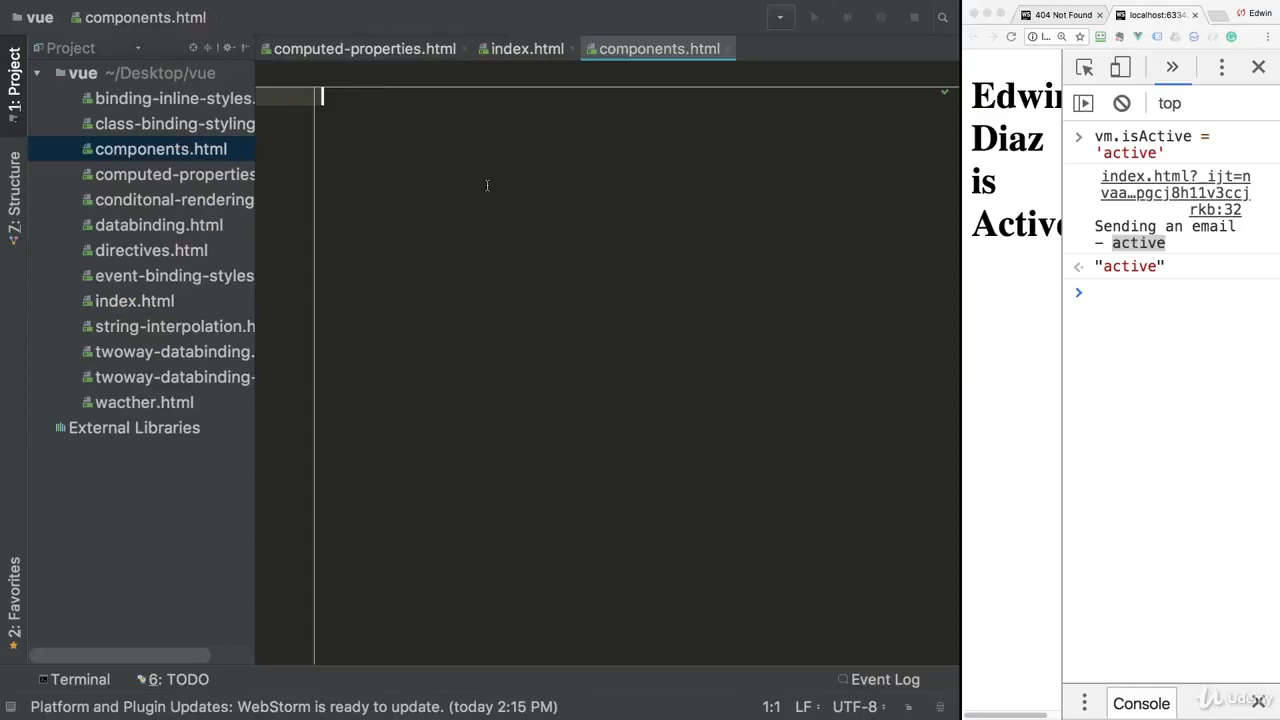 vue
components.html
Project
computed-properties.html
index.html
components.html
1: Project
vue ~/Desktop/vue
binding-inline-styles.
class-binding-styling
components.html
computed-properties
conditonal-rendering
databinding.html
directives.html
event-binding-styles
index.html
string-interpolation.h
twoway-databinding.
twoway-databinding-
wacther.html
External Libraries
Z: Structure
2: Favorites
Terminal
6: TODO
Event Log
Platform and Plugin Updates: WebStorm is ready to update. (today 2:15 PM)
1:1
LF
UTF-8
404 Not Found
localhost:6334
Edwin
Edwin
Diaz
is
Active
top
vm.isActive =
'active'
index.html?_ijt=n
vaa…pgcj8h11v3ccj
rkb:32
Sending an email
- active
"active"
Console
Udemy